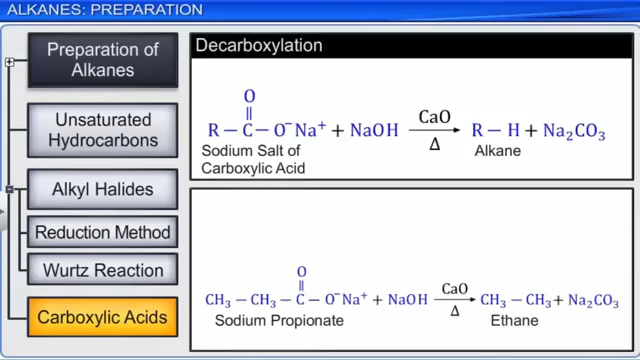 ALKANES: PREPARATION
Preparation of
Alkanes
Unsaturated
Hydrocarbons
Alkyl Halides
Reduction Method
Wurtz Reaction
Carboxylic Acids
Decarboxylation
O
||
R − C − O⁻Na⁺ + NaOH CaO/Δ → R − H + Na₂CO₃
Sodium Salt of
Carboxylic Acid
Alkane
O
||
CH₃ − CH₃ − C − O⁻Na⁺ + NaOH CaO/Δ → CH₃ − CH₃ + Na₂CO₃
Sodium Propionate Ethane